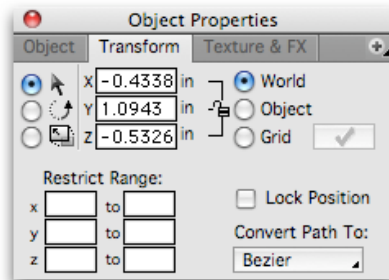 Object Properties
Object Transform Texture & FX
X -0.4338 in World
Y 1.0943 in Object
Z -0.5326 in Grid
Restrict Range:
x to Lock Position
y to Convert Path To:
z to Bezier